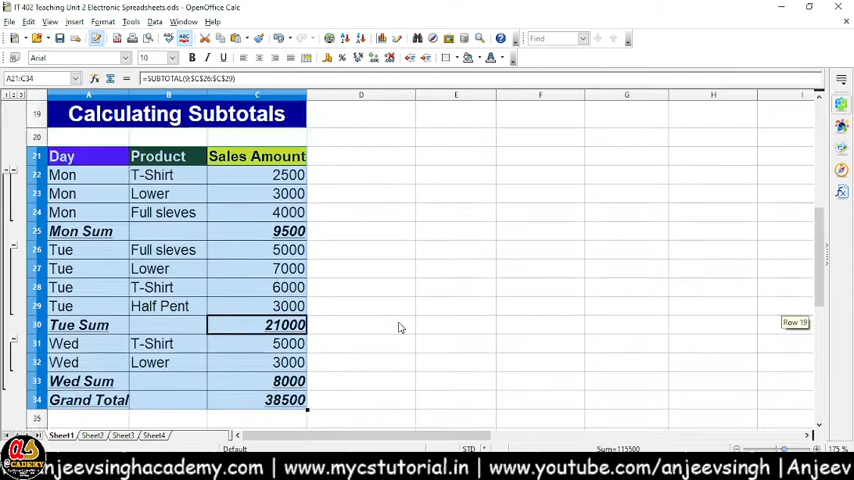 IT 402 Teaching Unit 2 Electronic Spreadsheets.ods - OpenOffice Calc
File Edit View Insert Format Tools Data Window Help
Find
Arial 10
A21:C34 =SUBTOTAL(9;$C$26:$C$29)
A B C D E F G H I
19 Calculating Subtotals
20
21 Day Product Sales Amount
22 Mon T-Shirt 2500
23 Mon Lower 3000
24 Mon Full sleves 4000
25 Mon Sum 9500
26 Tue Full sleves 5000
27 Tue Lower 7000
28 Tue T-Shirt 6000
29 Tue Half Pent 3000
30 Tue Sum 21000
31 Wed T-Shirt 5000
32 Wed Lower 3000
33 Wed Sum 8000
34 Grand Total 38500
35
Row 19
Sheet1 Sheet2 Sheet3 Sheet4
Default STD * Sum=115500 175 %
as ACADEMY
anjeevsinghacademy.com || www.mycstutorial.in || www.youtube.com/anjeevsingh || Anjeev